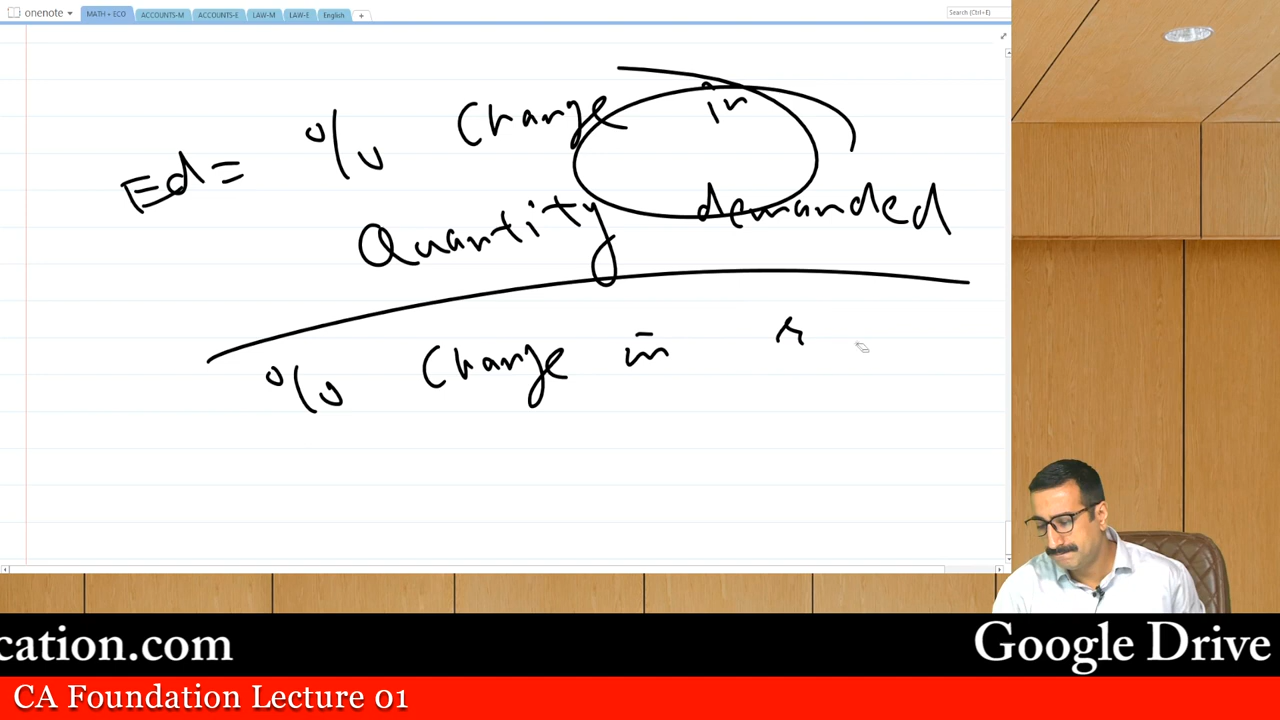 onenote
MATH + ECO
ACCOUNTS-M
ACCOUNTS-E
LAW-M
LAW-E
English
+
Search (Ctrl+E)
Ed = % Change in
Quantity demanded
% Change in
cation.com
Google Drive
CA Foundation Lecture 01